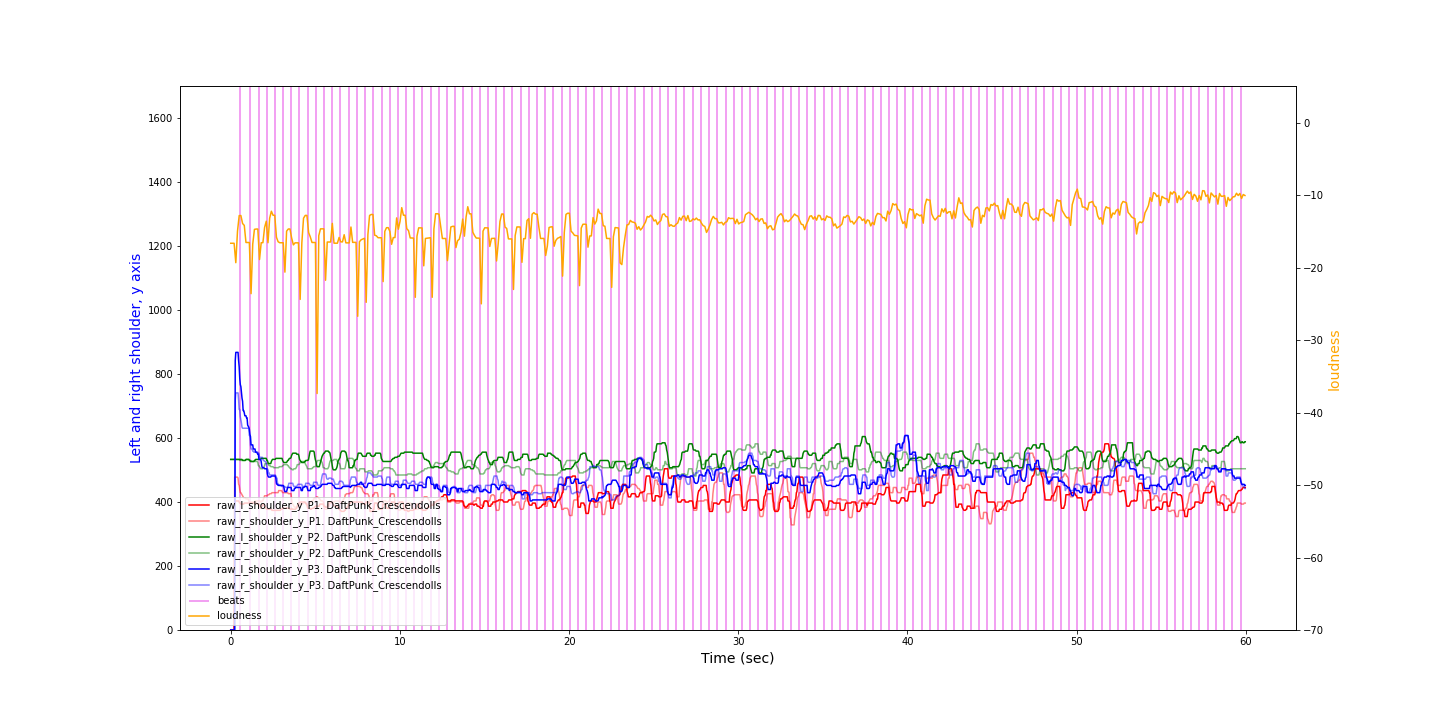 Left and right shoulder, y axis
1600
1400
1200
1000
800
600
400
200
0
raw_l_shoulder_y_P1. DaftPunk_Crescendolls
raw_r_shoulder_y_P1. DaftPunk_Crescendolls
raw_l_shoulder_y_P2. DaftPunk_Crescendolls
raw_r_shoulder_y_P2. DaftPunk_Crescendolls
raw_l_shoulder_y_P3. DaftPunk_Crescendolls
raw_r_shoulder_y_P3. DaftPunk_Crescendolls
beats
loudness
0 10 20 30 40 50 60
Time (sec)
0
−10
−20
−30
−40
−50
−60
−70
loudness